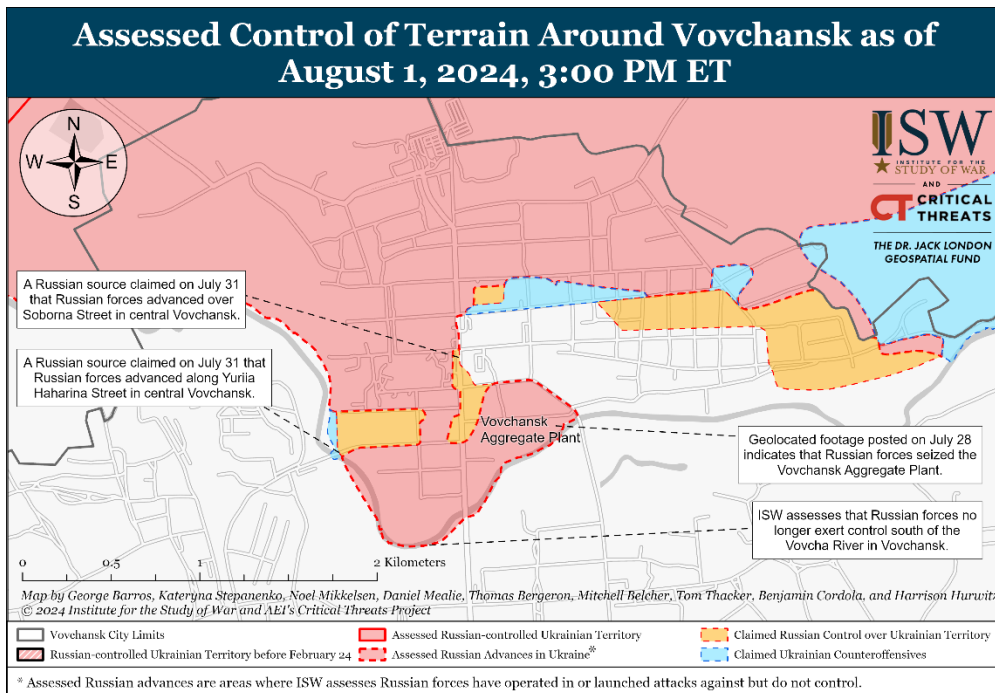 Assessed Control of Terrain Around Vovchansk as of
August 1, 2024, 3:00 PM ET
N
W
E
S
ISW
INSTITUTE FOR THE
STUDY OF WAR
AND
CT CRITICAL
THREATS
THE DR. JACK LONDON
GEOSPATIAL FUND
A Russian source claimed on July 31
that Russian forces advanced over
Soborna Street in central Vovchansk.
A Russian source claimed on July 31 that
Russian forces advanced along Yuriia
Haharina Street in central Vovchansk.
Vovchansk
Aggregate Plant
Geolocated footage posted on July 28
indicates that Russian forces seized the
Vovchansk Aggregate Plant.
ISW assesses that Russian forces no
longer exert control south of the
Vovcha River in Vovchansk.
0 0.5 1 2 Kilometers
Map by George Barros, Kateryna Stepanenko, Noel Mikkelsen, Daniel Mealie, Thomas Bergeron, Mitchell Belcher, Tom Thacker, Benjamin Cordola, and Harrison Hurwitz
© 2024 Institute for the Study of War and AEI's Critical Threats Project
Vovchansk City Limits
Assessed Russian-controlled Ukrainian Territory
Claimed Russian Control over Ukrainian Territory
Russian-controlled Ukrainian Territory before February 24
Assessed Russian Advances in Ukraine*
Claimed Ukrainian Counteroffensives
* Assessed Russian advances are areas where ISW assesses Russian forces have operated in or launched attacks against but do not control.